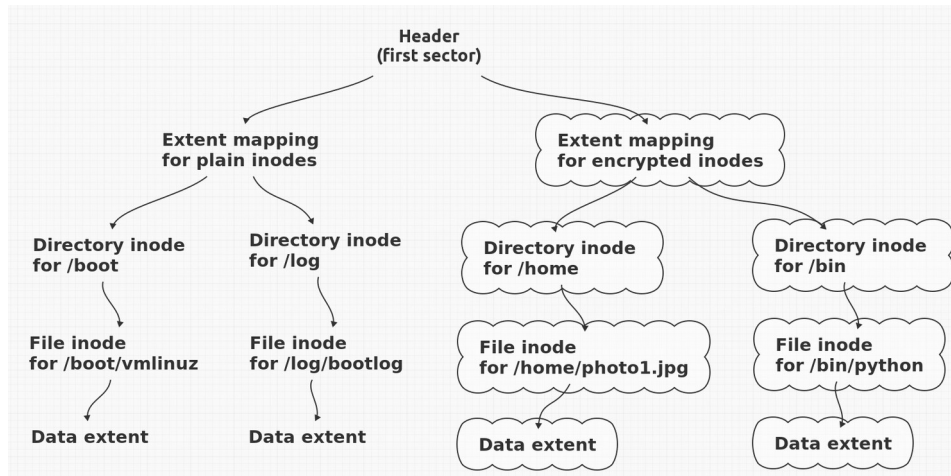 Header
(first sector)
Extent mapping
for plain inodes
Extent mapping
for encrypted inodes
Directory inode
for /boot
Directory inode
for /log
Directory inode
for /home
Directory inode
for /bin
File inode
for /boot/vmlinuz
File inode
for /log/bootlog
File inode
for /home/photo1.jpg
File inode
for /bin/python
Data extent
Data extent
Data extent
Data extent